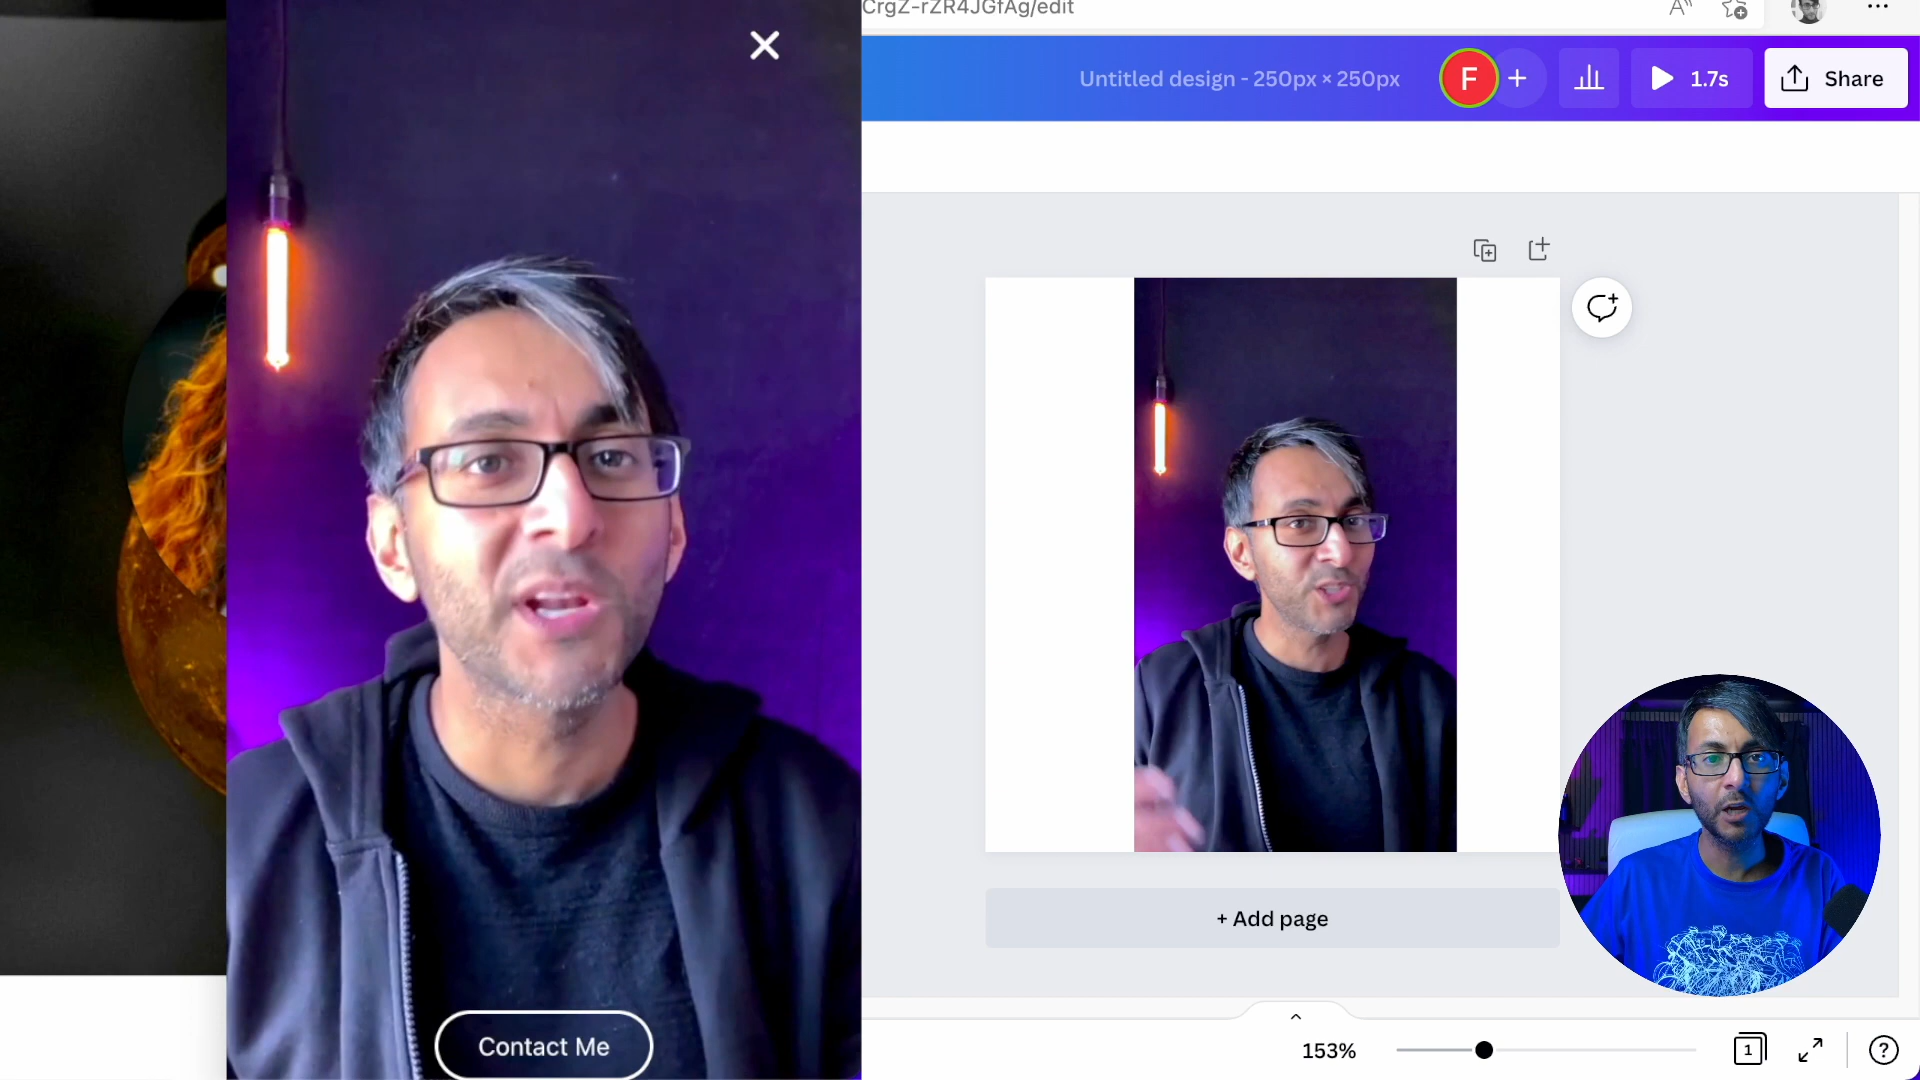 CrgZ-rZR4JGfAg/edit
Untitled design - 250px × 250px
F
+
1.7s
Share
+ Add page
Contact Me
153%
1
?